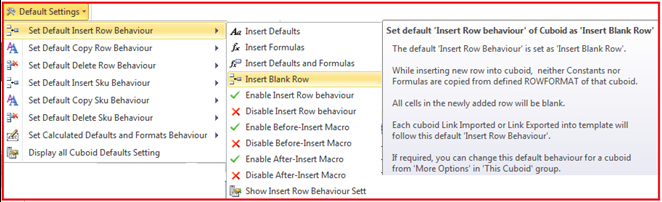 Default Settings
Set Default Insert Row Behaviour
Set Default Copy Row Behaviour
Set Default Delete Row Behaviour
Set Default Insert Sku Behaviour
Set Default Copy Sku Behaviour
Set Default Delete Sku Behaviour
Set Calculated Defaults and Formats Behaviour
Display all Cuboid Defaults Setting
Insert Defaults
Insert Formulas
Insert Defaults and Formulas
Insert Blank Row
Enable Insert Row behaviour
Disable Insert Row behaviour
Enable Before-Insert Macro
Disable Before-Insert Macro
Enable After-Insert Macro
Disable After-Insert Macro
Show Insert Row Behaviour Sett
Set default 'Insert Row behaviour' of Cuboid as 'Insert Blank Row'
The default 'Insert Row Behaviour' is set as 'Insert Blank Row'.
While inserting new row into cuboid, neither Constants nor
Formulas are copied from defined ROWFORMAT of that cuboid.
All cells in the newly added row will be blank.
Each cuboid Link Imported or Link Exported into template will
follow this default 'Insert Row Behaviour'.
If required, you can change this default behaviour for a cuboid
from 'More Options' in 'This Cuboid' group.